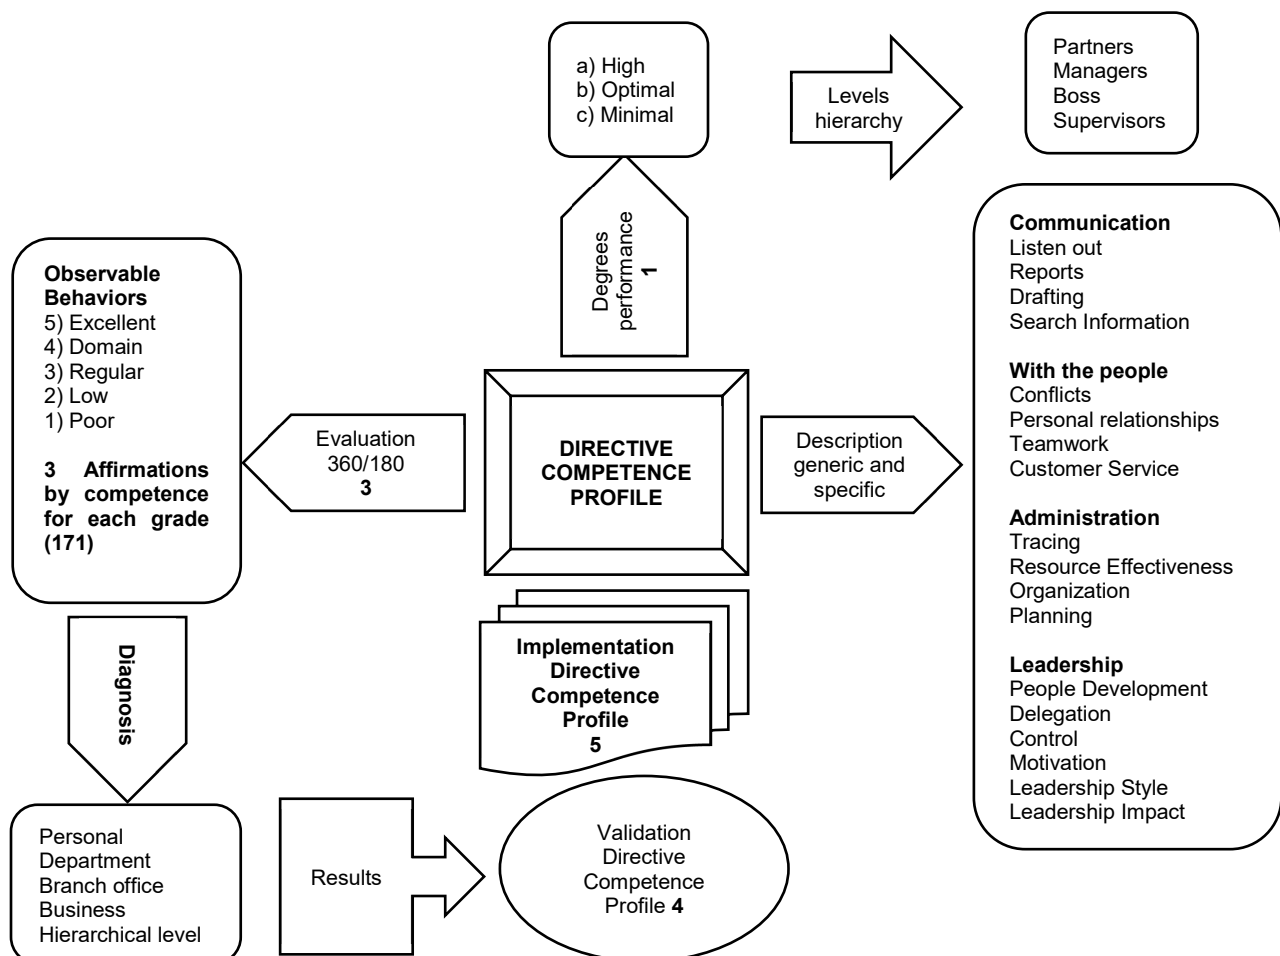 a) High
b) Optimal
c) Minimal
Levels
hierarchy
Partners
Managers
Boss
Supervisors
Degrees
performance
1
Observable
Behaviors
5) Excellent
4) Domain
3) Regular
2) Low
1) Poor
3 Affirmations
by competence
for each grade
(171)
Evaluation
360/180
3
DIRECTIVE
COMPETENCE
PROFILE
Description
generic and
specific
Communication
Listen out
Reports
Drafting
Search Information
With the people
Conflicts
Personal relationships
Teamwork
Customer Service
Administration
Tracing
Resource Effectiveness
Organization
Planning
Leadership
People Development
Delegation
Control
Motivation
Leadership Style
Leadership Impact
Implementation
Directive
Competence
Profile
5
Diagnosis
Personal
Department
Branch office
Business
Hierarchical level
Results
Validation
Directive
Competence
Profile 4